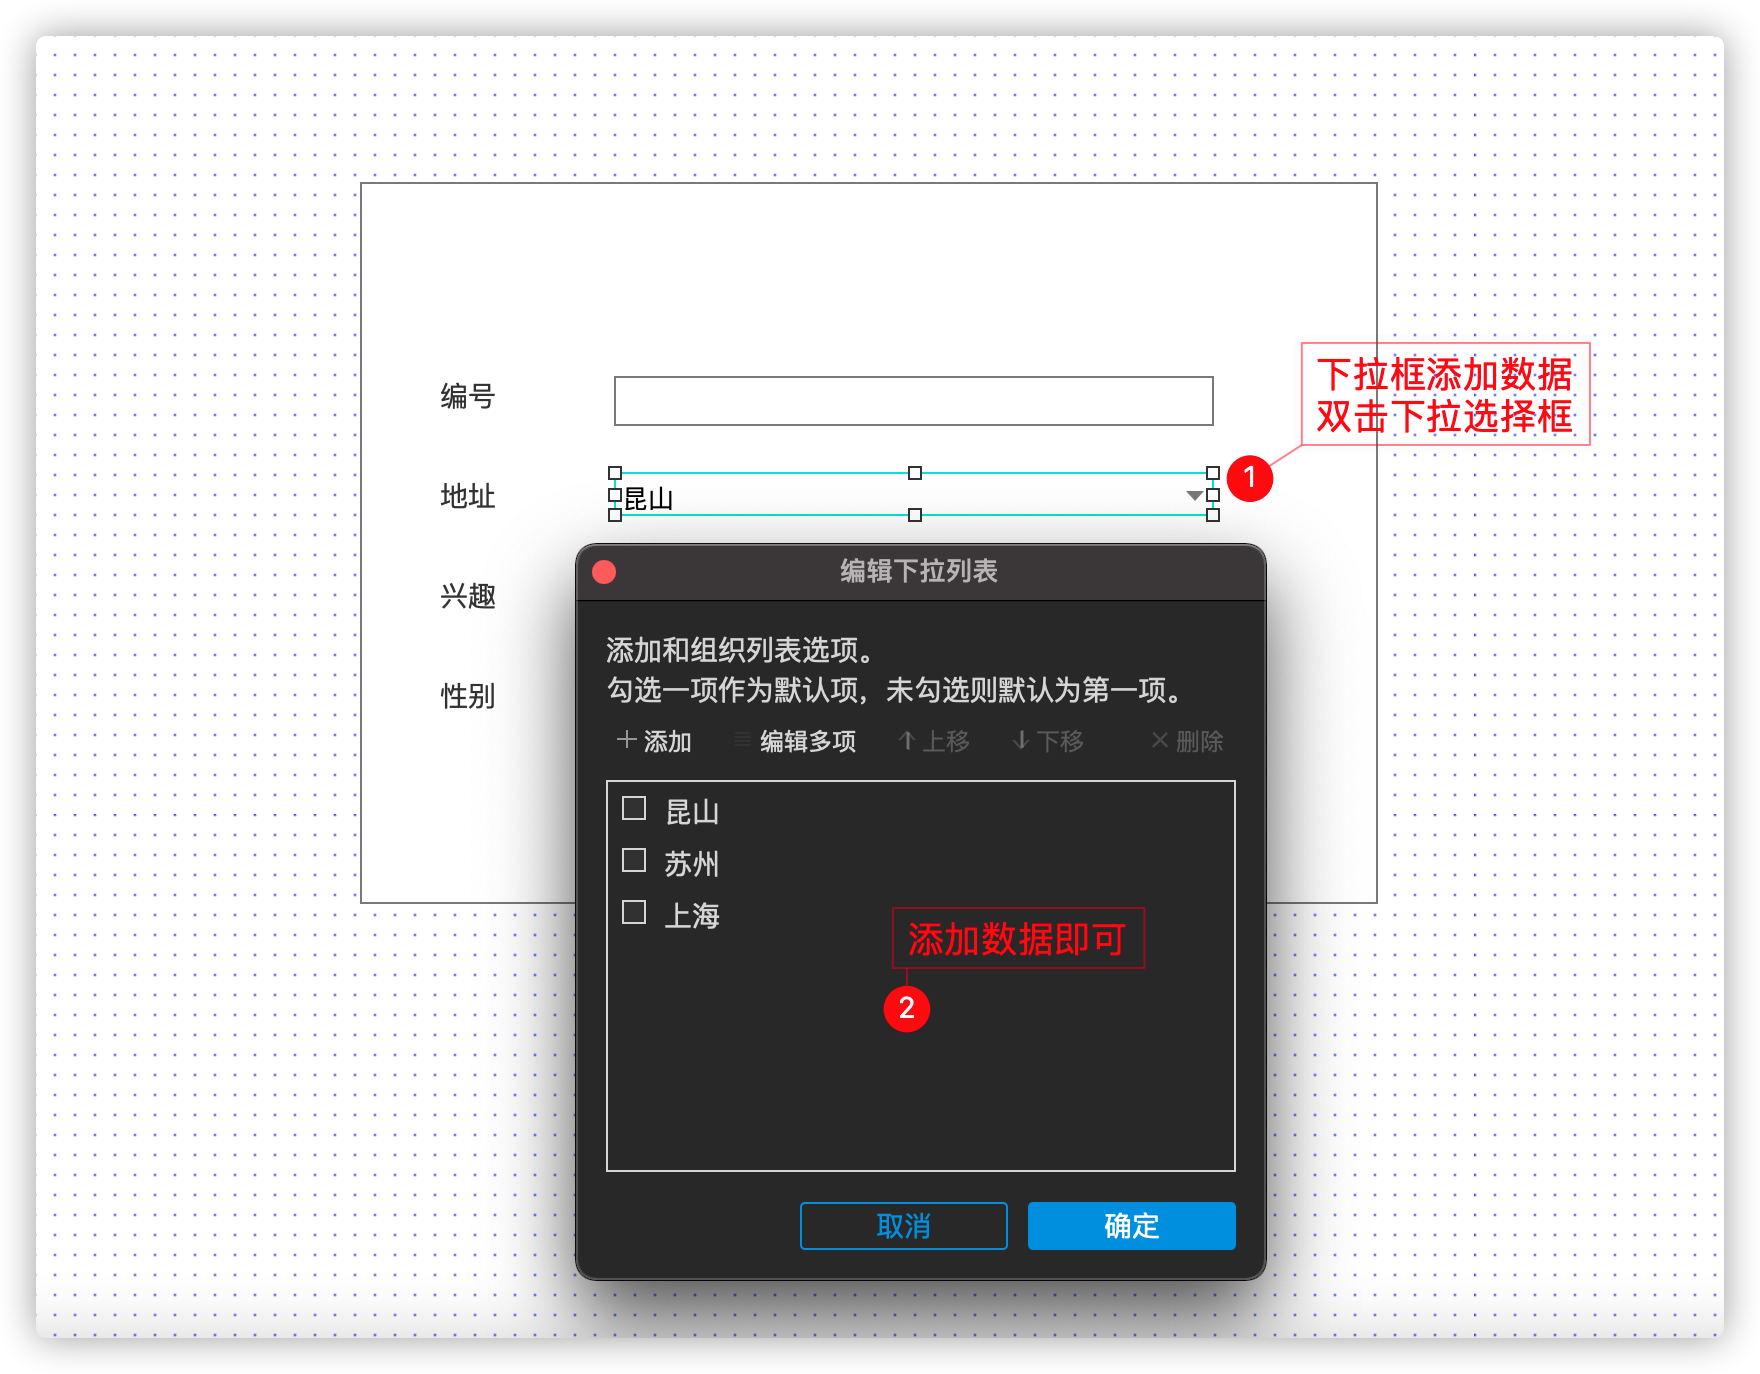 编号
下拉框添加数据
双击下拉选择框
1
地址
昆山
编辑下拉列表
兴趣
添加和组织列表选项。
勾选一项作为默认项，未勾选则默认为第一项。
性别
添加 编辑多项 上移 下移 删除
昆山
苏州
上海
添加数据即可
2
取消 确定